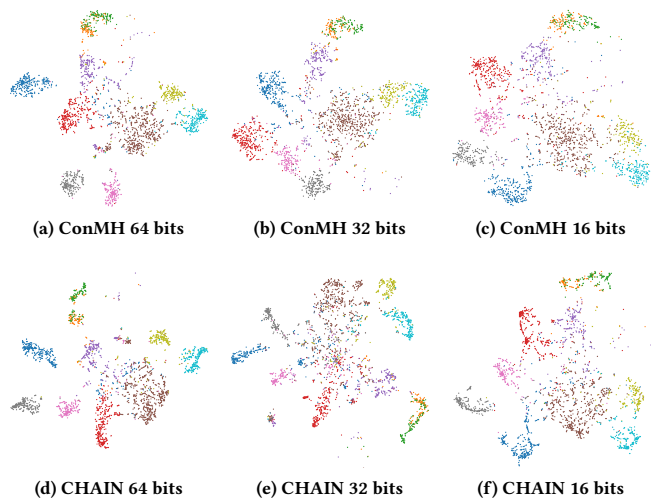 (a) ConMH 64 bits
(b) ConMH 32 bits
(c) ConMH 16 bits
(d) CHAIN 64 bits
(e) CHAIN 32 bits
(f) CHAIN 16 bits